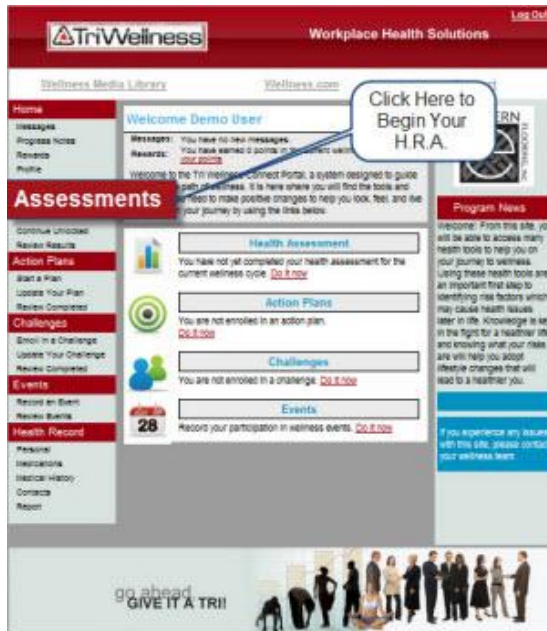 Log Out
TriWellness
Workplace Health Solutions
Wellness Media Library
Wellness.com
Click Here to
Begin Your
H.R.A.
Home
Messages
Progress Notes
Rewards
Profile
Assessments
Continue Unlocked
Review Results
Action Plans
Start a Plan
Update Your Plan
Review Completed
Challenges
Enroll in a Challenge
Update Your Challenge
Review Completed
Events
Record an Event
Review Events
Health Record
Personal
Medications
Medical History
Contacts
Report
Welcome Demo User
Messages: You have no new messages.
Rewards: You have earned 0 points in the current
your points
Welcome to the Tri Wellness Connect Portal, a system designed to guide
path of wellness. It is here where you will find the tools and
need to make positive changes to help you look, feel, and live
your journey by using the links below.
Health Assessment
You have not yet completed your health assessment for the
current wellness cycle. Do it now
Action Plans
You are not enrolled in an action plan.
Do it now
Challenges
You are not enrolled in a challenge. Do it now
Events
28
Record your participation in wellness events. Do it now
ERN
Program News
Welcome: From this site, you
will be able to access many
health tools to help you on
your journey to wellness.
Using these health tools are
an important first step to
identifying risk factors which
may cause health issues
later in life. Knowledge is key
in the fight for a healthier life
and knowing what your risks
are will help you adopt
lifestyle changes that will
lead to a healthier you.
If you experience any issues
with this site, please contact
your wellness team
go ahead
GIVE IT A TRI!